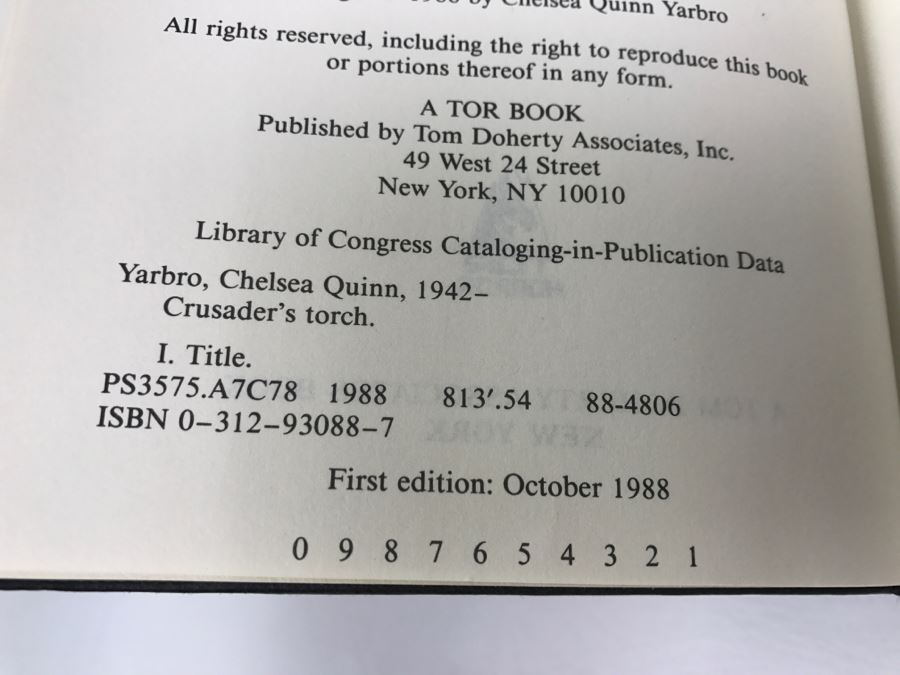 1988 by Chelsea Quinn Yarbro
All rights reserved, including the right to reproduce this book
or portions thereof in any form.
A TOR BOOK
Published by Tom Doherty Associates, Inc.
49 West 24 Street
New York, NY 10010
Library of Congress Cataloging-in-Publication Data
Yarbro, Chelsea Quinn, 1942–
Crusader's torch.
I. Title.
PS3575.A7C78 1988 813'.54 88-4806
ISBN 0–312–93088–7
First edition: October 1988
0 9 8 7 6 5 4 3 2 1